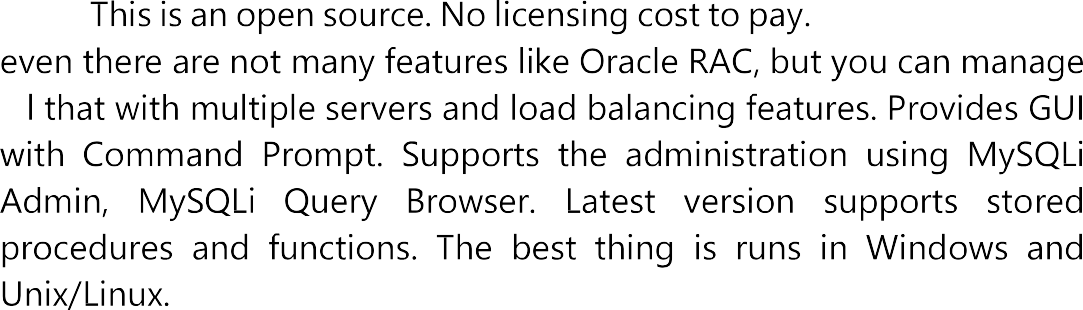 This is an open source. No licensing cost to pay.
even there are not many features like Oracle RAC, but you can manage
l that with multiple servers and load balancing features. Provides GUI
with Command Prompt. Supports the administration using MySQLi
Admin, MySQLi Query Browser. Latest version supports stored
procedures and functions. The best thing is runs in Windows and
Unix/Linux.